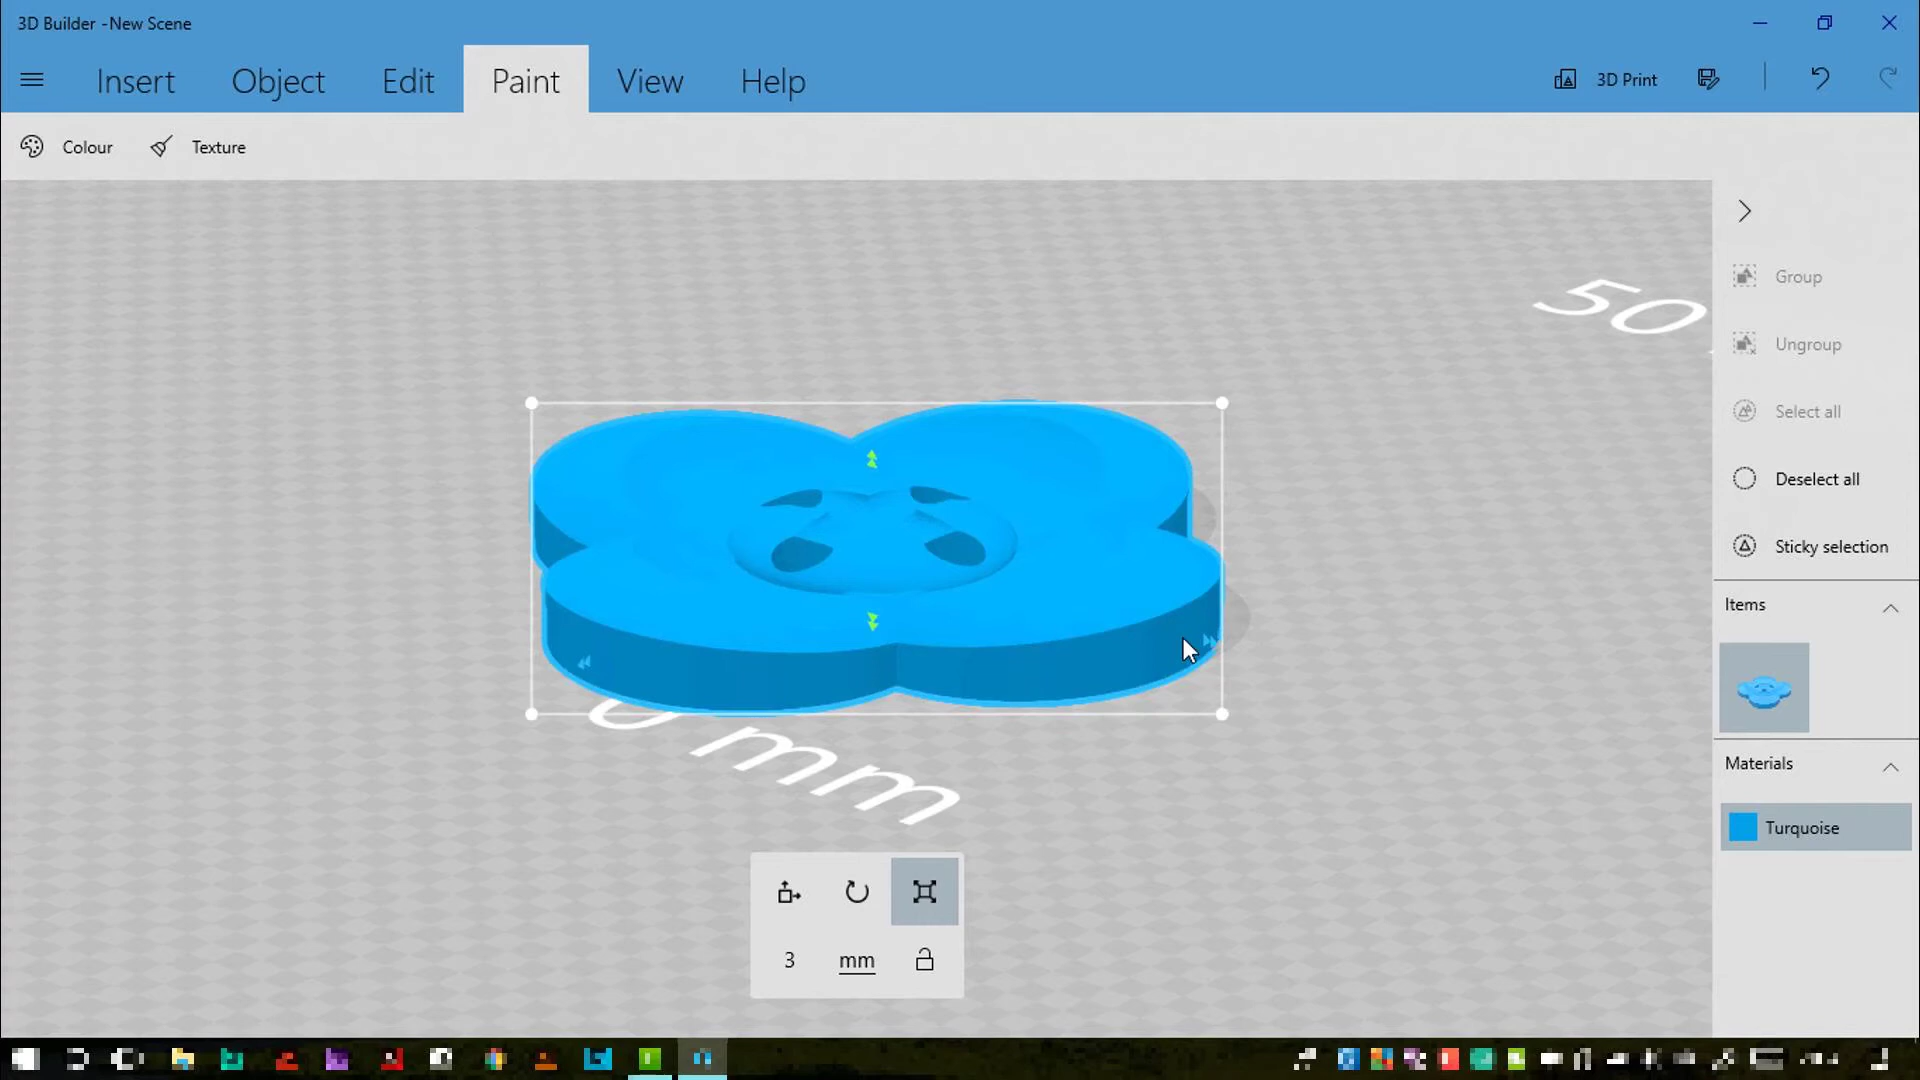 3D Builder -New Scene
Insert Object Edit Paint View Help
3D Print
Colour Texture
50
Group
Ungroup
Select all
Deselect all
Sticky selection
Items
0 mm
Materials
Turquoise
3 mm